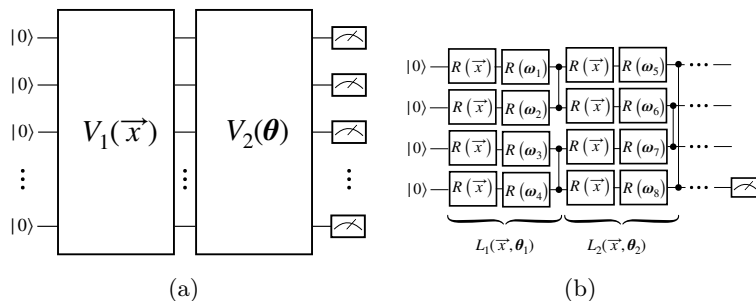 |0⟩
|0⟩
|0⟩
⋮ ⋮ ⋮
|0⟩
V₁(x⃗)
V₂(θ)
(a)
|0⟩ R(x⃗) R(ω₁) R(x⃗) R(ω₅) ···
|0⟩ R(x⃗) R(ω₂) R(x⃗) R(ω₆) ···
|0⟩ R(x⃗) R(ω₃) R(x⃗) R(ω₇) ···
|0⟩ R(x⃗) R(ω₄) R(x⃗) R(ω₈) ···
L₁(x⃗, θ₁) L₂(x⃗, θ₂)
(b)